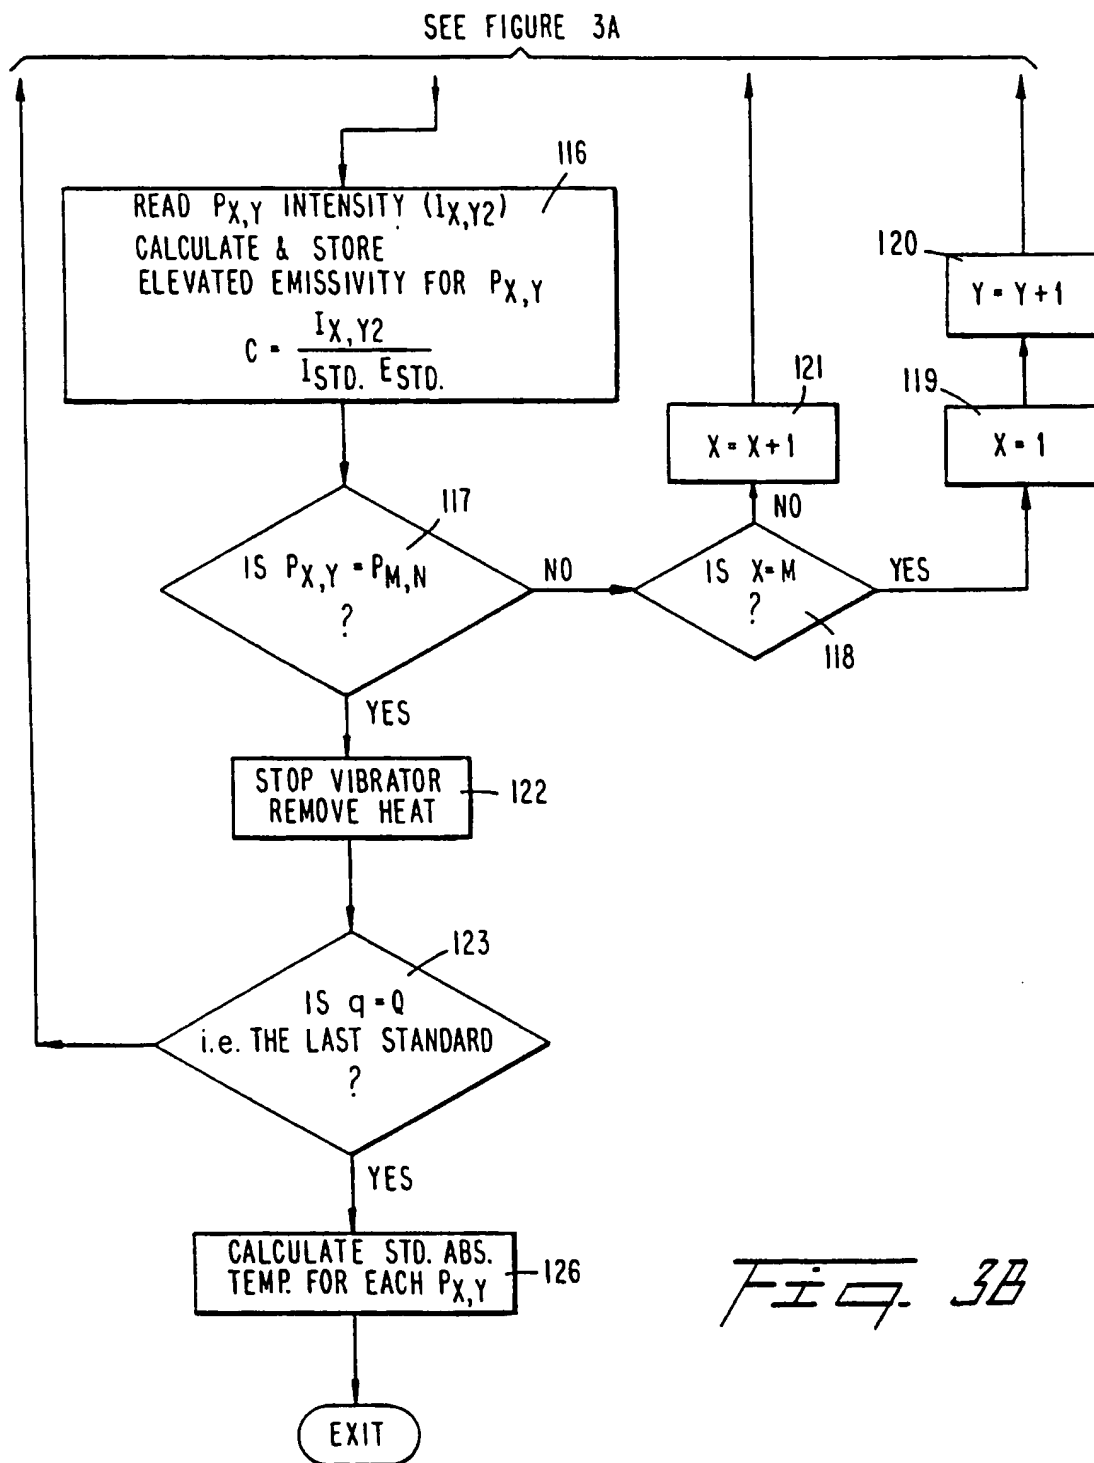 SEE FIGURE 3A
116
READ PX,Y INTENSITY (IX,Y2)
CALCULATE & STORE
ELEVATED EMISSIVITY FOR PX,Y
C = IX,Y2
ISTD. ESTD.
120
Y = Y + 1
121
X = X + 1
119
X = 1
117
IS PX,Y = PM,N
?
NO
NO
IS X = M
?
YES
118
YES
STOP VIBRATOR
REMOVE HEAT
122
123
IS q = Q
i.e. THE LAST STANDARD
?
YES
CALCULATE STD. ABS.
TEMP. FOR EACH PX,Y
126
EXIT
Fig. 3B